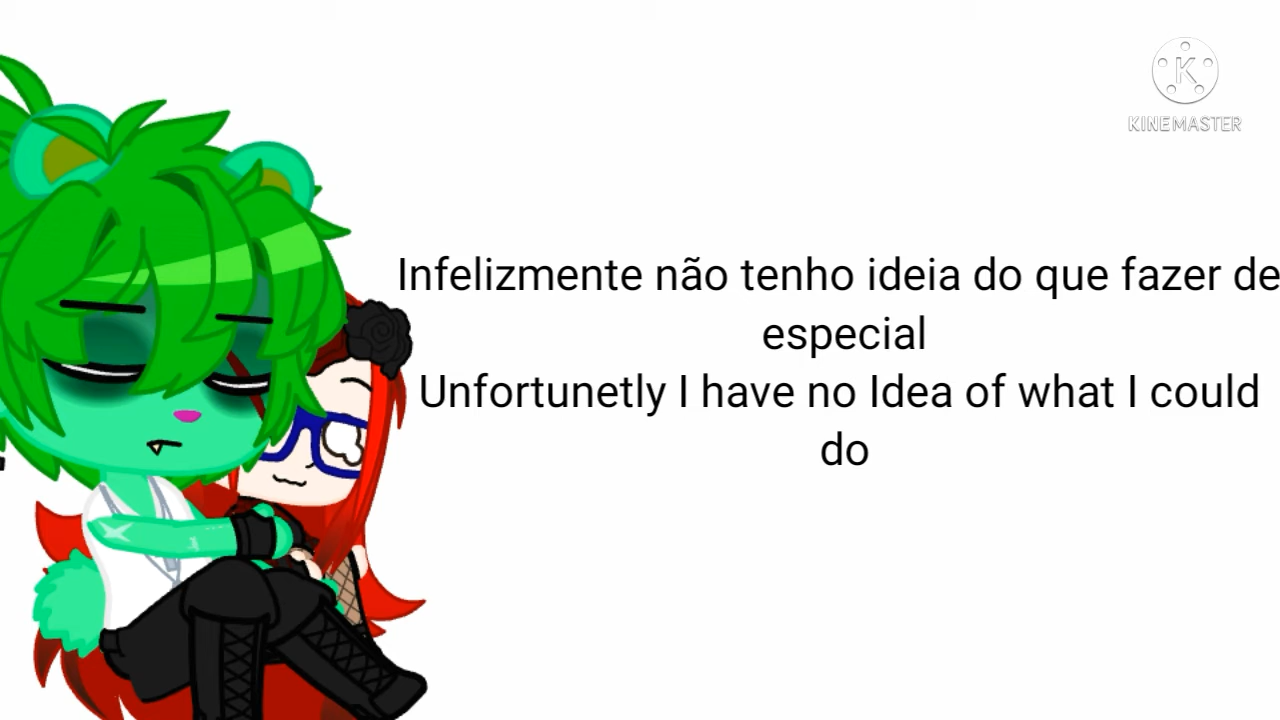 KINEMASTER
Infelizmente não tenho ideia do que fazer de
especial
Unfortunetly I have no Idea of what I could
do